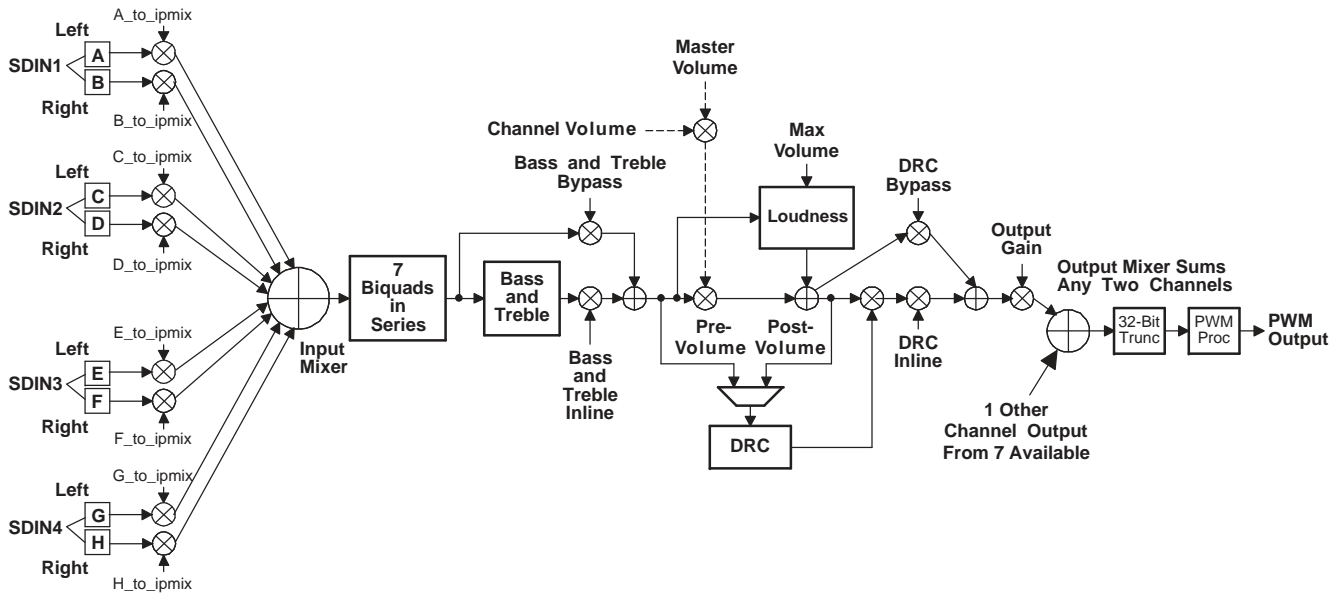 A_to_ipmix
Left
A
SDIN1
B
Right
B_to_ipmix
C_to_ipmix
Left
C
SDIN2
D
Right
D_to_ipmix
E_to_ipmix
Left
E
SDIN3
F
Right
F_to_ipmix
G_to_ipmix
Left
G
SDIN4
H
Right
H_to_ipmix
Input
Mixer
7
Biquads
in
Series
Bass and Treble
Bypass
Bass
and
Treble
Bass
and
Treble
Inline
Master
Volume
Channel Volume
Max
Volume
Loudness
Pre-
Volume
Post-
Volume
DRC
DRC
Bypass
DRC
Inline
Output
Gain
Output Mixer Sums
Any Two Channels
32-Bit
Trunc
PWM
Proc
PWM
Output
1 Other
Channel Output
From 7 Available